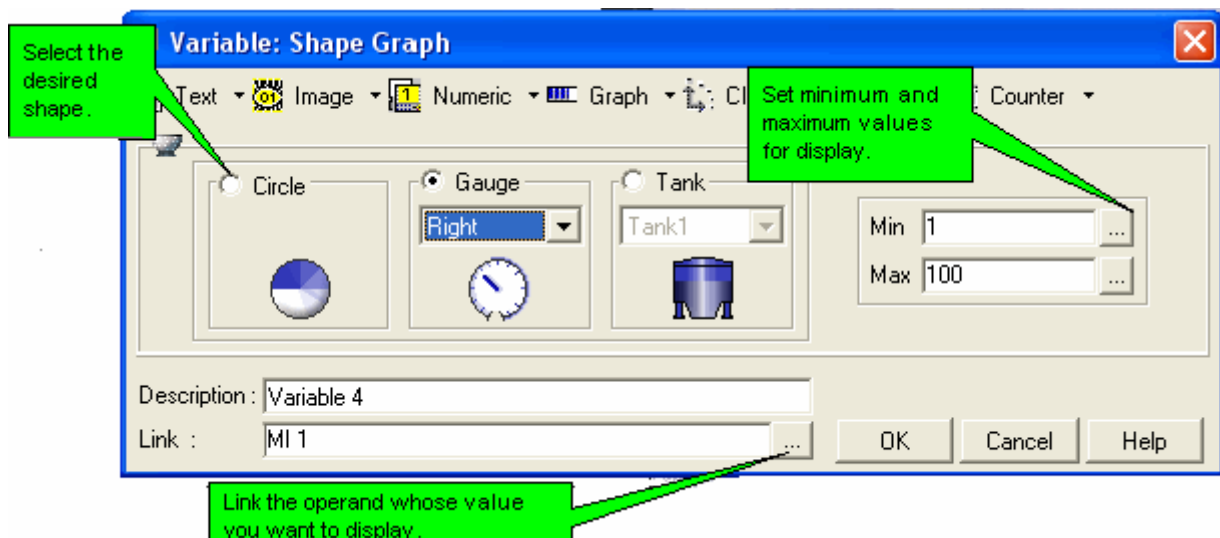 Variable: Shape Graph
Select the
desired
shape.
Text
01
Image
1
Numeric
Graph
Set minimum and
maximum values
for display.
Counter
Circle
Gauge
Tank
Right
Tank1
Min 1 ...
Max 100 ...
Description : Variable 4
Link : MI 1 ...
OK Cancel Help
Link the operand whose value
you want to display.